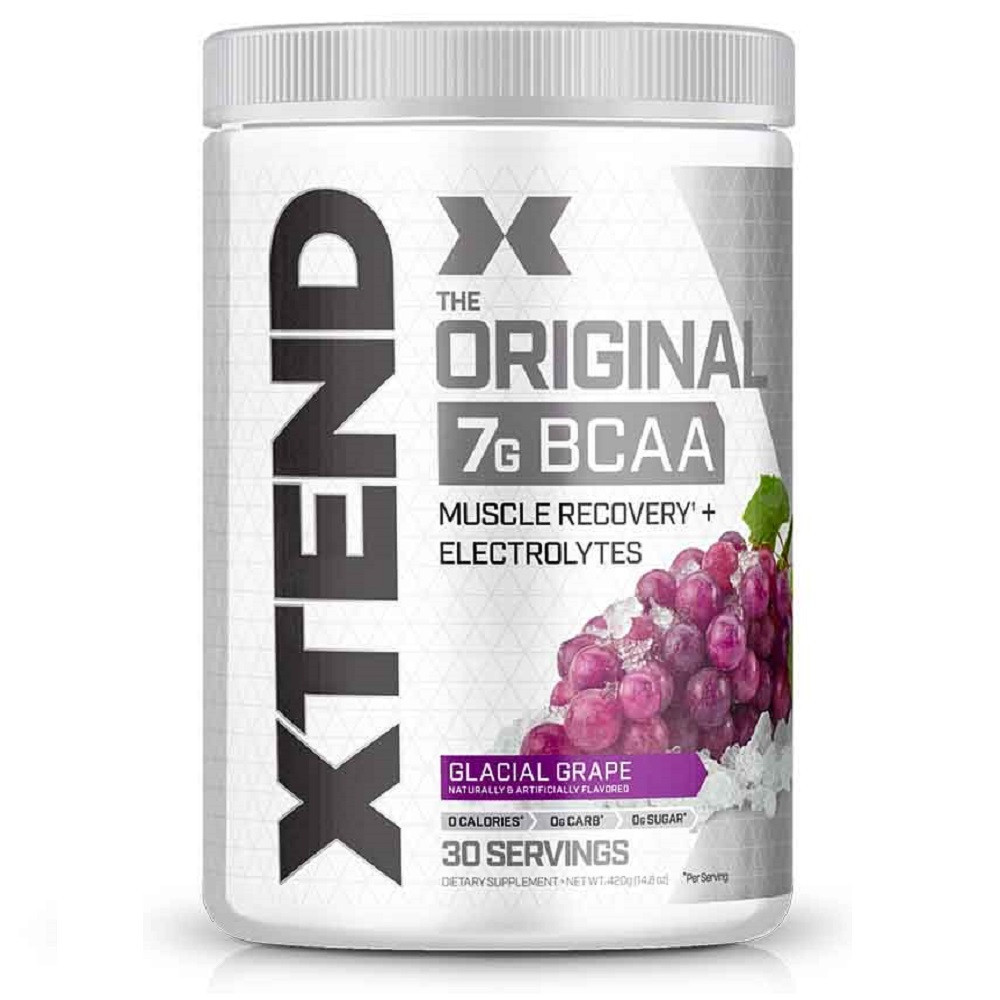 XTEND
THE
ORIGINAL
7G BCAA
MUSCLE RECOVERY† +
ELECTROLYTES
GLACIAL GRAPE
NATURALLY & ARTIFICIALLY FLAVORED
0 CALORIES* 0G CARB* 0G SUGAR*
30 SERVINGS
DIETARY SUPPLEMENT • NET WT. 420g (14.8 oz) *Per Serving